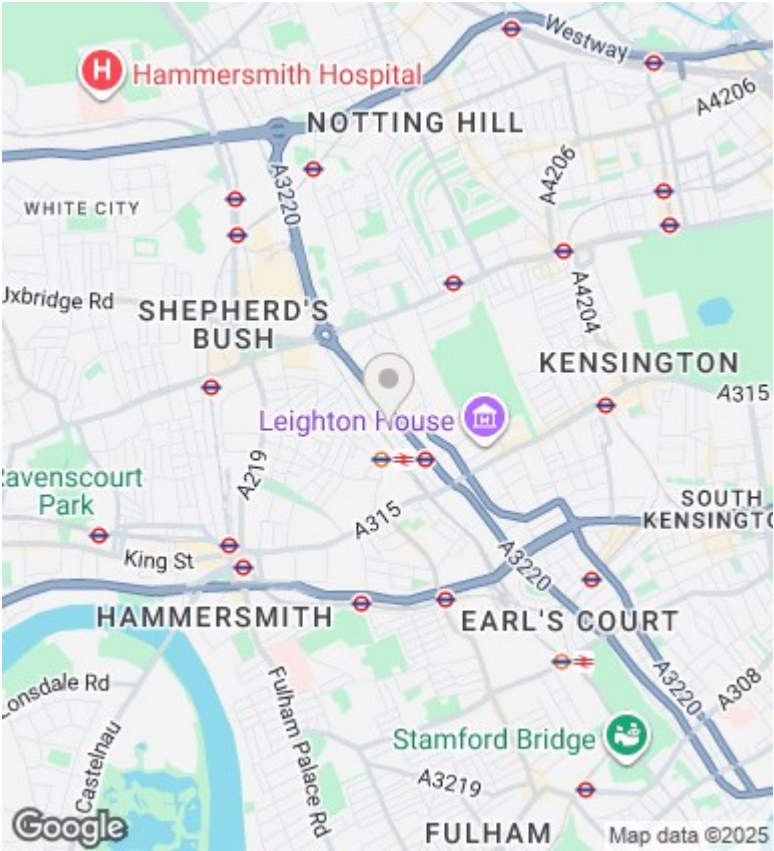 Westway
H
Hammersmith Hospital
A4206
NOTTING HILL
A4206
A3220
WHITE CITY
Uxbridge Rd
A4204
SHEPHERD'S
BUSH
KENSINGTON
A315
Leighton House
A219
Ravenscourt
Park
SOUTH
KENSINGTO
A315
King St
A3220
HAMMERSMITH
EARL'S COURT
Lonsdale Rd
A3220
A308
Fulham Palace Rd
Castelnau
Stamford Bridge
A3219
Google
FULHAM
Map data ©2025